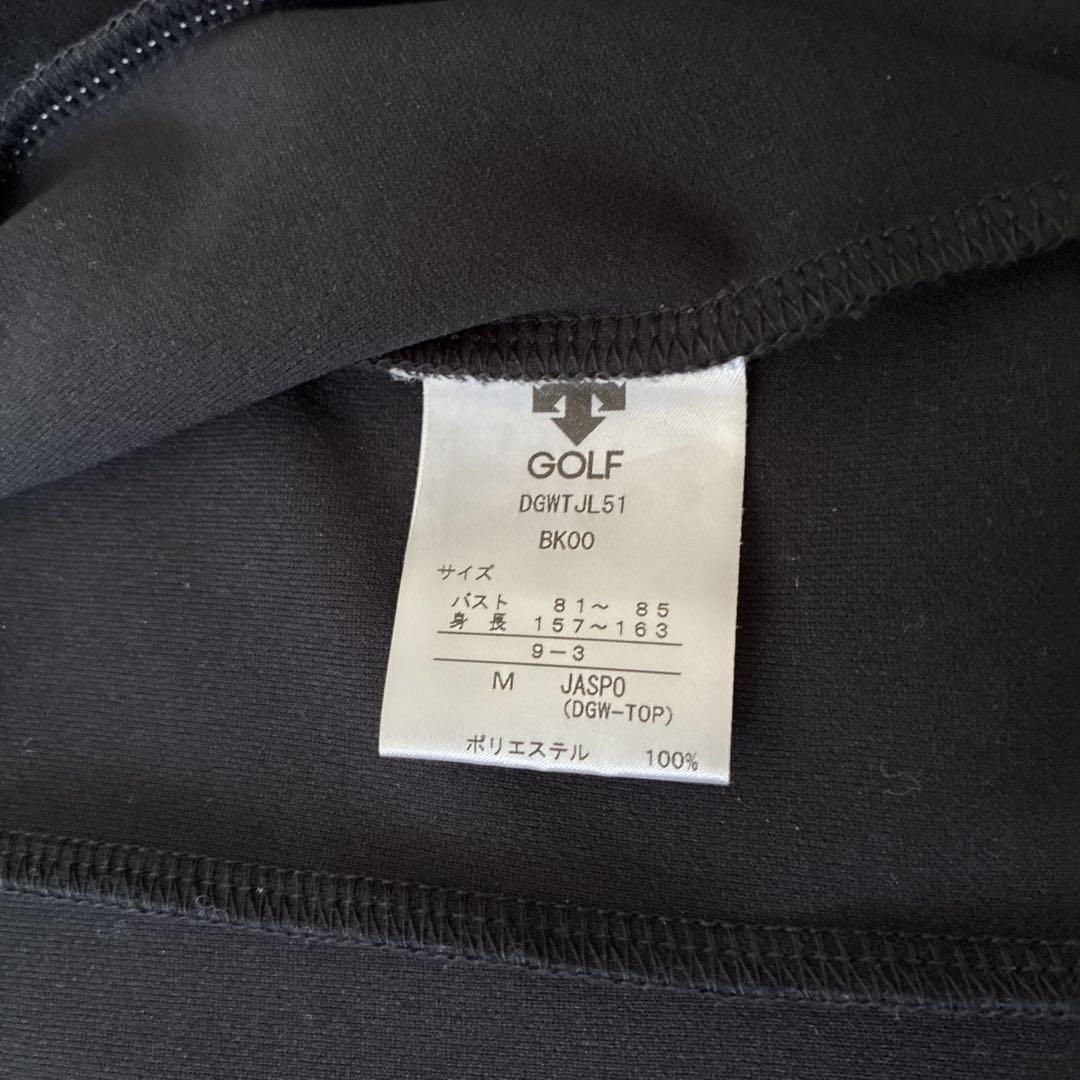 GOLF
DGWTJL51
BK00
サイズ
バスト 81~ 85
身長 157~163
9-3
M JASPO
(DGW-TOP)
ポリエステル 100%